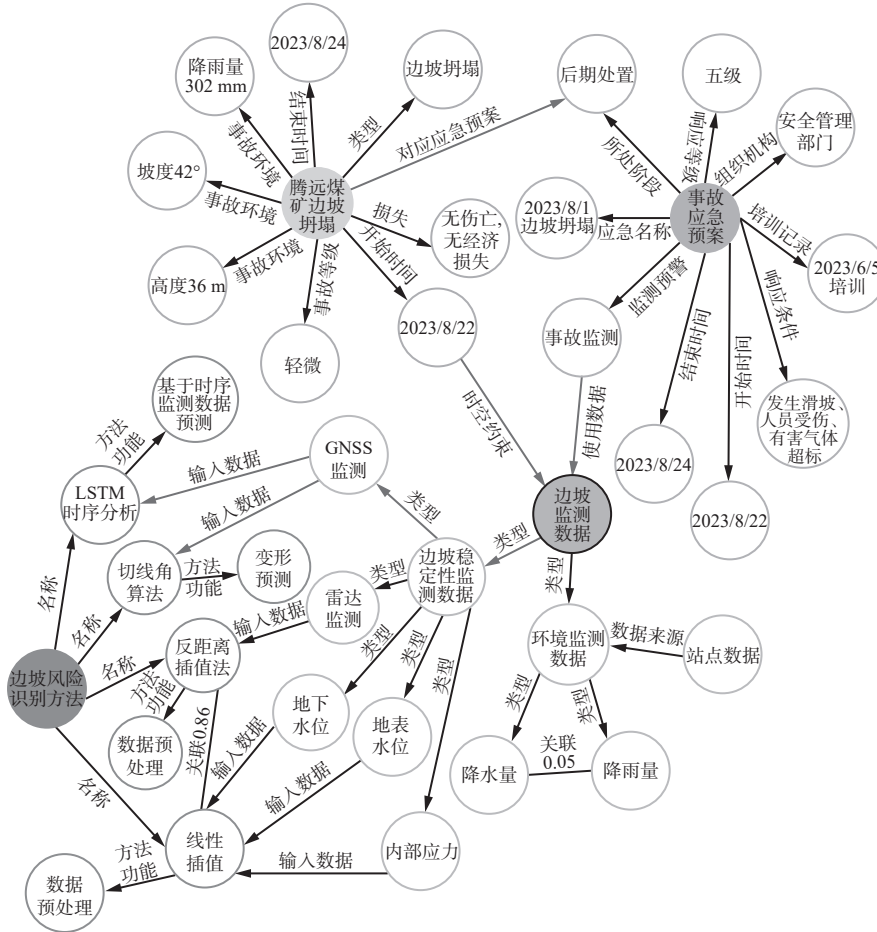 2023/8/24
降雨量
302 mm
边坡坍塌
后期处置
五级
安全管理
部门
结束时间
类型
对应应急预案
事故环境
响应等级
组织机构
所处阶段
坡度42°
事故环境
腾远煤
矿边坡
坍塌
损失
无伤亡,
无经济
损失
2023/8/1
边坡坍塌
应急名称
事故
应急
预案
培训记录
2023/6/5
培训
高度36 m
事故环境
事故等级
开始时间
监测预警
响应条件
轻微
2023/8/22
事故监测
结束时间
开始时间
发生滑坡、
人员受伤、
有害气体
超标
基于时序
监测数据
预测
方法
功能
时空约束
使用数据
2023/8/24
2023/8/22
GNSS
监测
输入数据
LSTM
时序分析
输入数据
类型
边坡
监测
数据
类型
名称
切线角
算法
方法
功能
变形
预测
边坡稳
定性监
测数据
类型
类型
雷达
监测
输入数据
名称
反距离
插值法
类型
类型
类型
环境监测
数据
数据来源
站点数据
边坡风险
识别方法
名称
方法
功能
数据预
处理
关联0.86
地下
水位
地表
水位
类型
类型
输入数据
降水量
关联
0.05
降雨量
名称
输入数据
线性
插值
输入数据
内部应力
方法
功能
数据
预处理